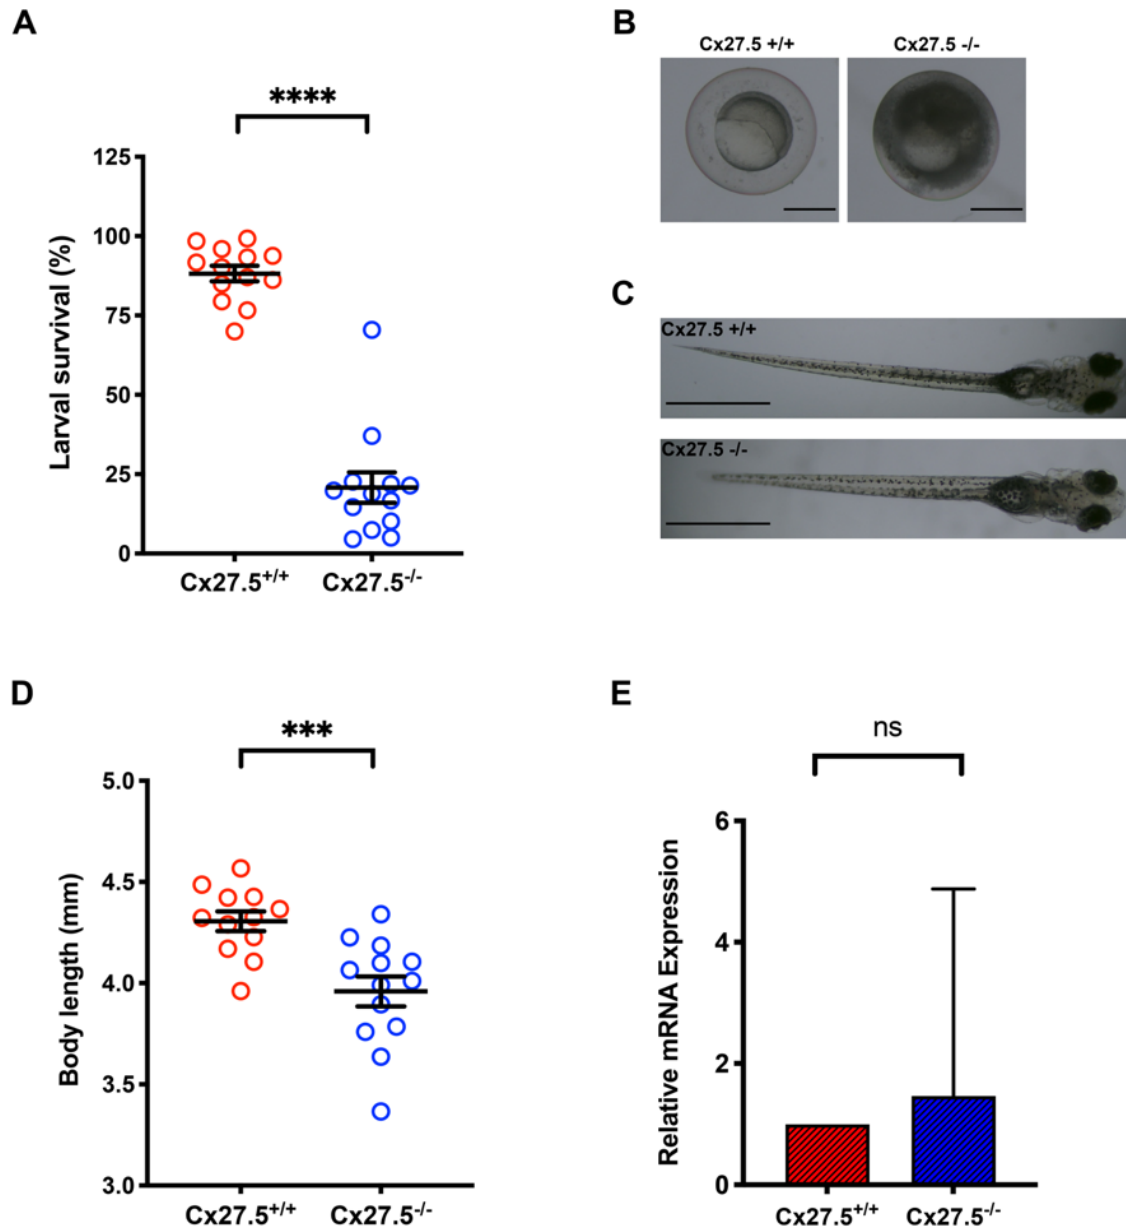 A
****
Larval survival (%)
125
100
75
50
25
0
Cx27.5+/+
Cx27.5-/-
B
Cx27.5 +/+
Cx27.5 -/-
C
Cx27.5 +/+
Cx27.5 -/-
D
***
Body length (mm)
5.0
4.5
4.0
3.5
3.0
Cx27.5+/+
Cx27.5-/-
E
ns
Relative mRNA Expression
6
4
2
0
Cx27.5+/+
Cx27.5-/-